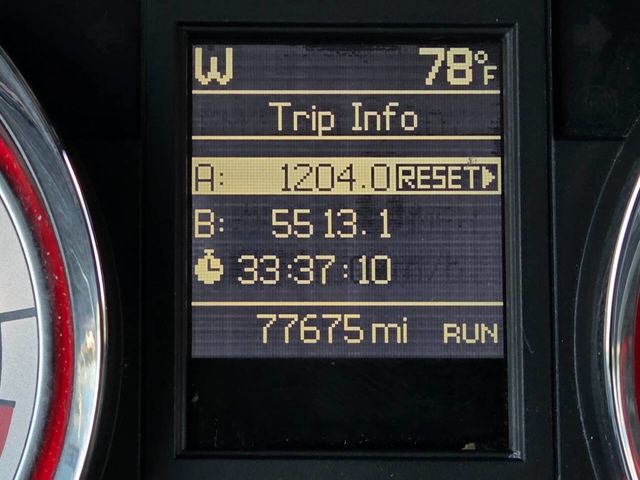 W 78°F
Trip Info
A: 1204.0 RESET
B: 5513.1
33:37:10
77675 mi RUN